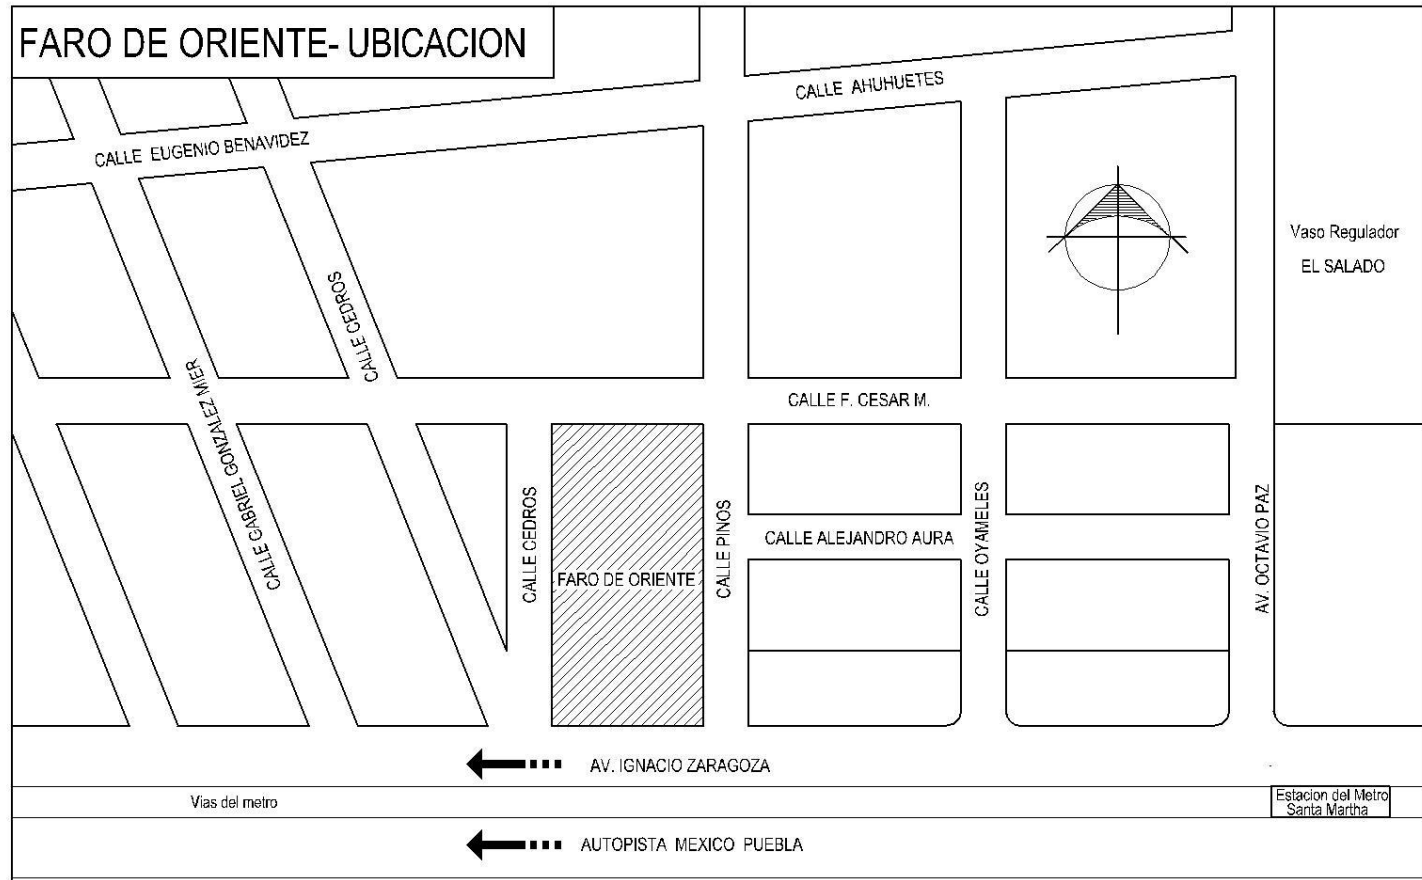 FARO DE ORIENTE- UBICACION
CALLE AHUHUETES
CALLE EUGENIO BENAVIDEZ
Vaso Regulador
EL SALADO
CALLE CEDROS
CALLE GABRIEL GONZALEZ MIER
CALLE F. CESAR M.
CALLE CEDROS
FARO DE ORIENTE
CALLE PINOS
CALLE ALEJANDRO AURA
CALLE OYAMELES
AV. OCTAVIO PAZ
AV. IGNACIO ZARAGOZA
Vias del metro
Estacion del Metro
Santa Martha
AUTOPISTA MEXICO PUEBLA